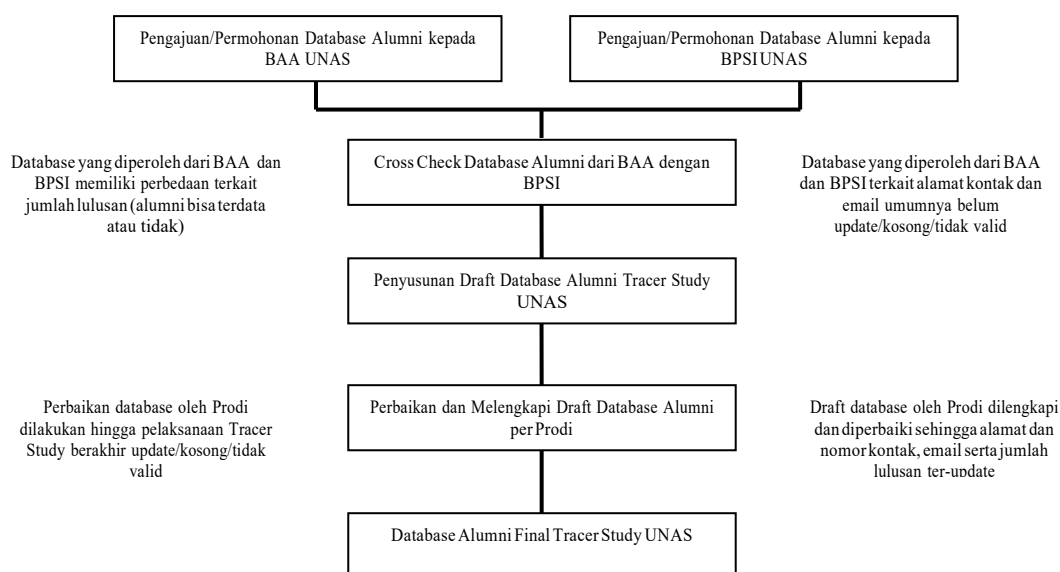 Pengajuan/Permohonan Database Alumni kepada
BAA UNAS
Pengajuan/Permohonan Database Alumni kepada
BPSI UNAS
Database yang diperoleh dari BAA dan
BPSI memiliki perbedaan terkait
jumlah lulusan (alumni bisa terdata
atau tidak)
Cross Check Database Alumni dari BAA dengan
BPSI
Database yang diperoleh dari BAA
dan BPSI terkait alamat kontak dan
email umumnya belum
update/kosong/tidak valid
Penyusunan Draft Database Alumni Tracer Study
UNAS
Perbaikan database oleh Prodi
dilakukan hingga pelaksanaan Tracer
Study berakhir update/kosong/tidak
valid
Perbaikan dan Melengkapi Draft Database Alumni
per Prodi
Draft database oleh Prodi dilengkapi
dan diperbaiki sehingga alamat dan
nomor kontak, email serta jumlah
lulusan ter-update
Database Alumni Final Tracer Study UNAS